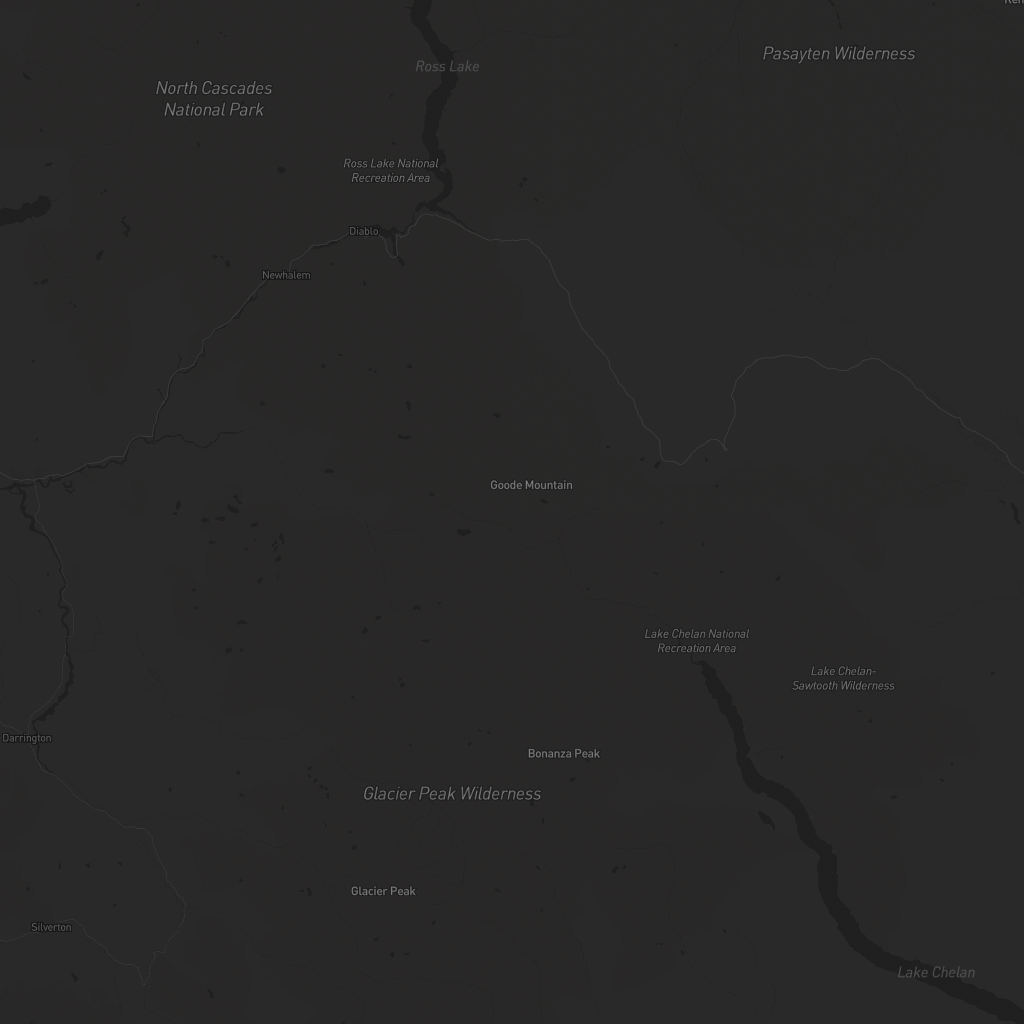 Ross Lake
Pasayten Wilderness
North Cascades
National Park
Ross Lake National
Recreation Area
Diablo
Newhalem
Goode Mountain
Lake Chelan National
Recreation Area
Lake Chelan-
Sawtooth Wilderness
Darrington
Bonanza Peak
Glacier Peak Wilderness
Glacier Peak
Silverton
Lake Chelan